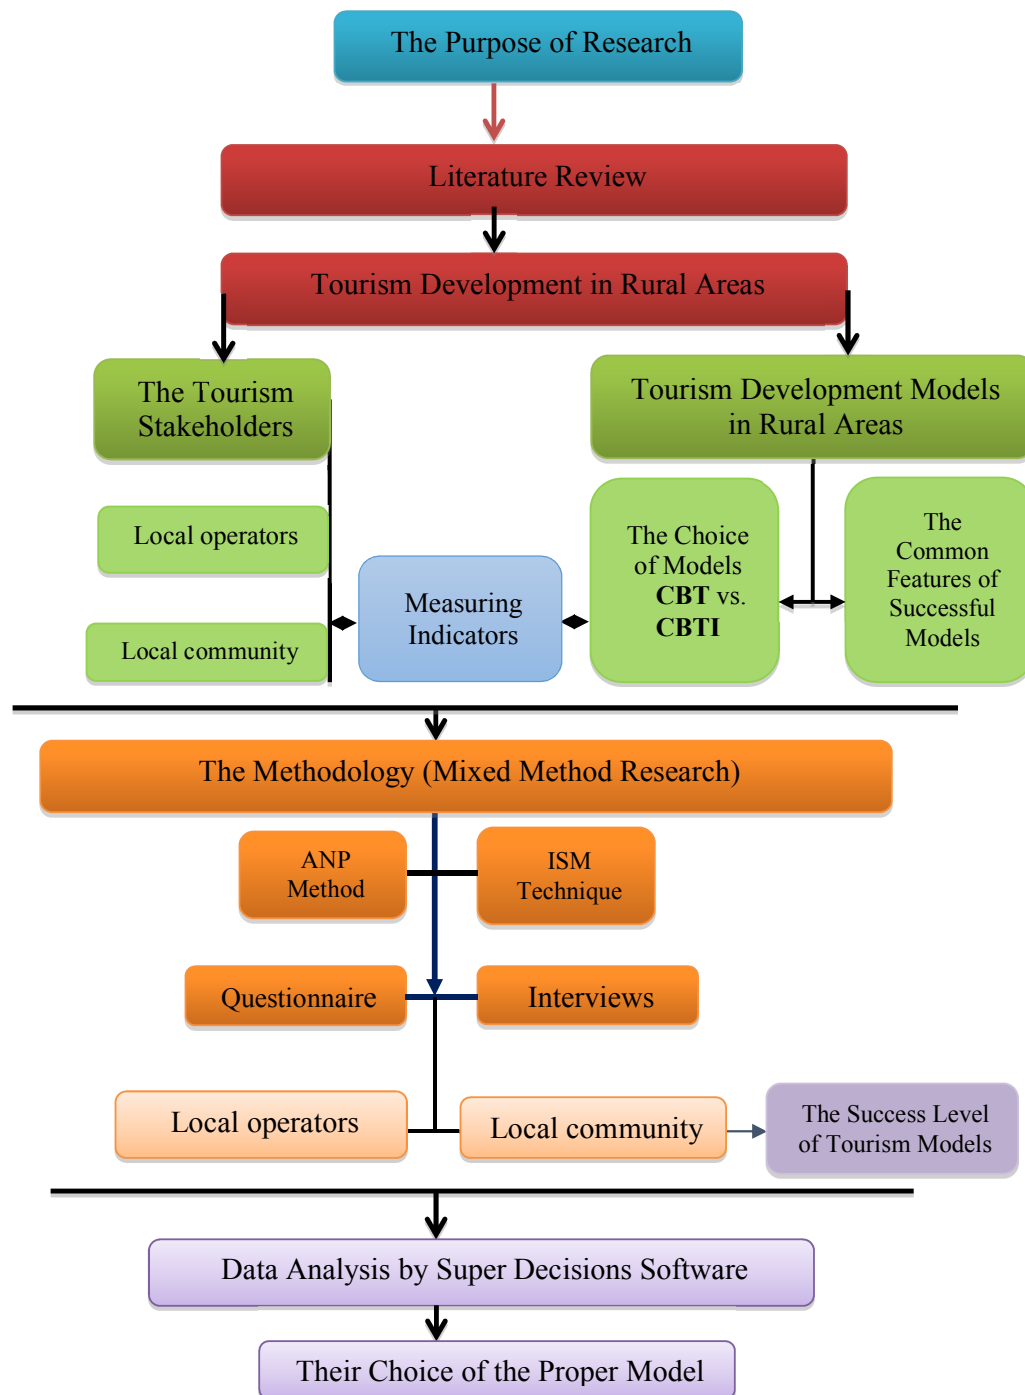 The Purpose of Research
Literature Review
Tourism Development in Rural Areas
The Tourism
Stakeholders
Tourism Development Models
in Rural Areas
Local operators
Local community
Measuring
Indicators
The Choice
of Models
CBT vs.
CBTI
The
Common
Features of
Successful
Models
The Methodology (Mixed Method Research)
ANP
Method
ISM
Technique
Questionnaire
Interviews
Local operators
Local community
The Success Level
of Tourism Models
Data Analysis by Super Decisions Software
Their Choice of the Proper Model